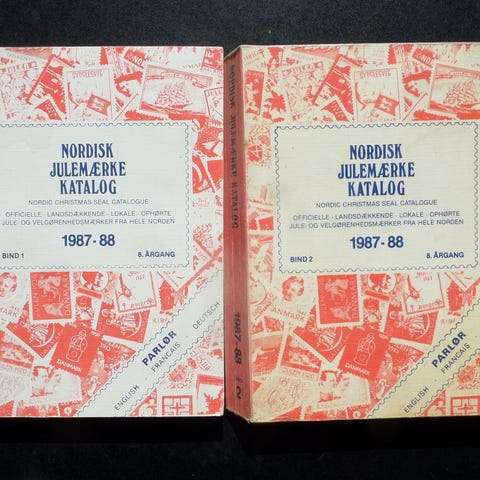 NORDISK
JULEMÆRKE
KATALOG
NORDIC CHRISTMAS SEAL CATALOGUE
OFFICIELLE · LANDSDÆKKENDE · LOKALE · OPHØRTE
JULE- OG VELGØRENHEDSMÆRKER FRA HELE NORDEN
1987-88
BIND 1
8. ÅRGANG
ENGLISH
PARLØR
FRANCAIS
DEUTSCH
DANMARK
NORDISK JULEMÆRKE KATALOG
1987-88
2
NORDISK
JULEMÆRKE
KATALOG
NORDIC CHRISTMAS SEAL CATALOGUE
OFFICIELLE · LANDSDÆKKENDE · LOKALE · OPHØRTE
JULE- OG VELGØRENHEDSMÆRKER FRA HELE NORDEN
1987-88
BIND 2
8. ÅRGANG
ENGLISH
PARLØR
FRANCAIS
DANMARK